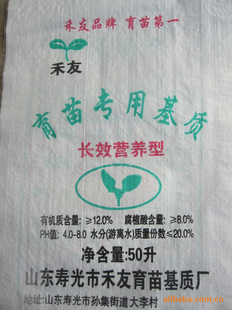 禾友品牌 育苗第一
禾友
育苗专用基质
长效营养型
有机质含量: ≥12.0% 腐植酸含量: ≥8.0%
PH值: 4.0-8.0 水分(游离水)质量份数≤20.0%
净含量:50升
山东寿光市禾友育苗基质厂
地址:山东寿光市孙集街道大李村